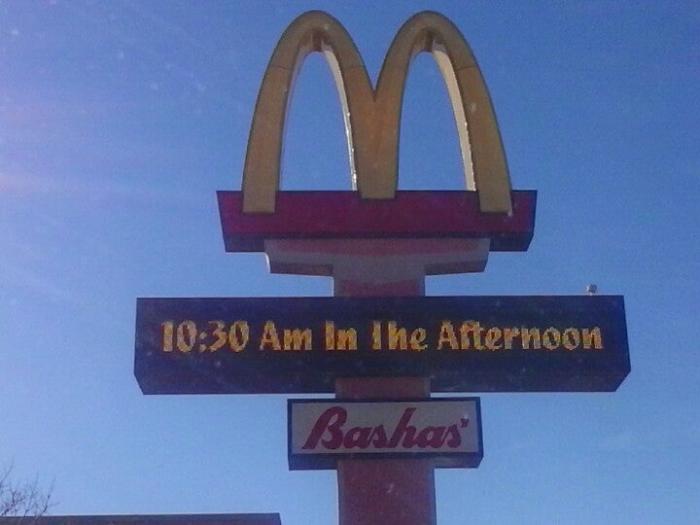 10:30 Am In The Afternoon
Bashas'